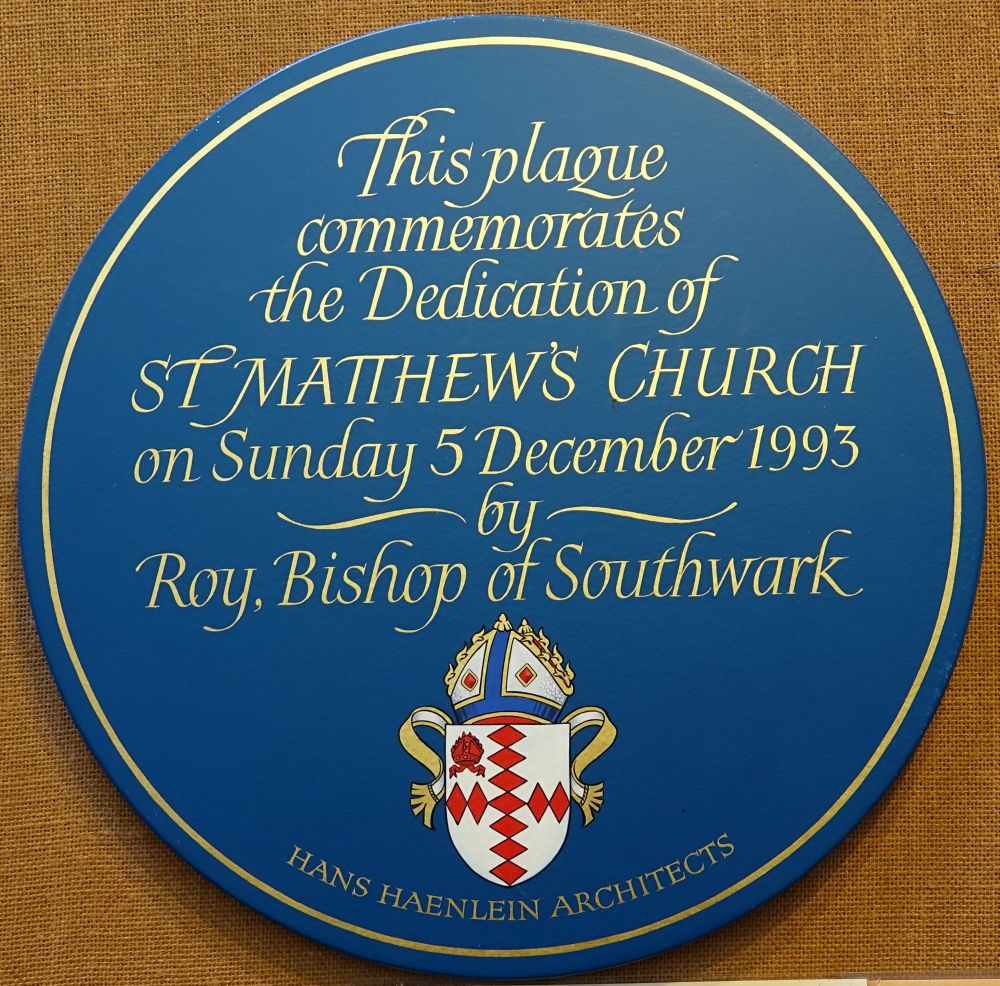 This plaque
commemorates
the Dedication of
ST MATTHEW'S CHURCH
on Sunday 5 December 1993
by
Roy, Bishop of Southwark
HANS HAENLEIN ARCHITECTS